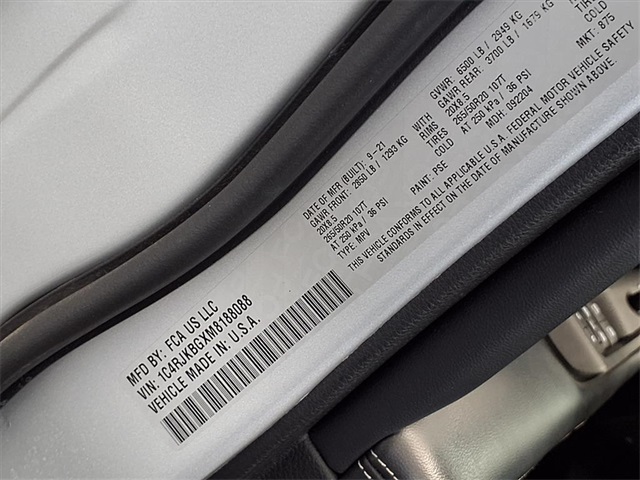 MFD BY: FCA US LLC
DATE OF MFR (BUILT): 9-21
GVWR: 6500 LB / 2949 KG
GAWR FRONT: 2850 LB / 1293 KG
WITH
GAWR REAR: 3700 LB / 1679 KG
20X8.5
RIMS
20X8.5
TIRES
265/50R20 107T
TIRES
265/50R20 107T
COLD
AT 250 kPa / 36 PSI
COLD
AT 250 kPa / 36 PSI
TYPE: MPV
PAINT: PSE
MDH: 092204
MKT: 875
THIS VEHICLE CONFORMS TO ALL APPLICABLE U.S.A. FEDERAL MOTOR VEHICLE SAFETY
STANDARDS IN EFFECT ON THE DATE OF MANUFACTURE SHOWN ABOVE.
VIN: 1C4RJKBGXM8188088
VEHICLE MADE IN U.S.A.